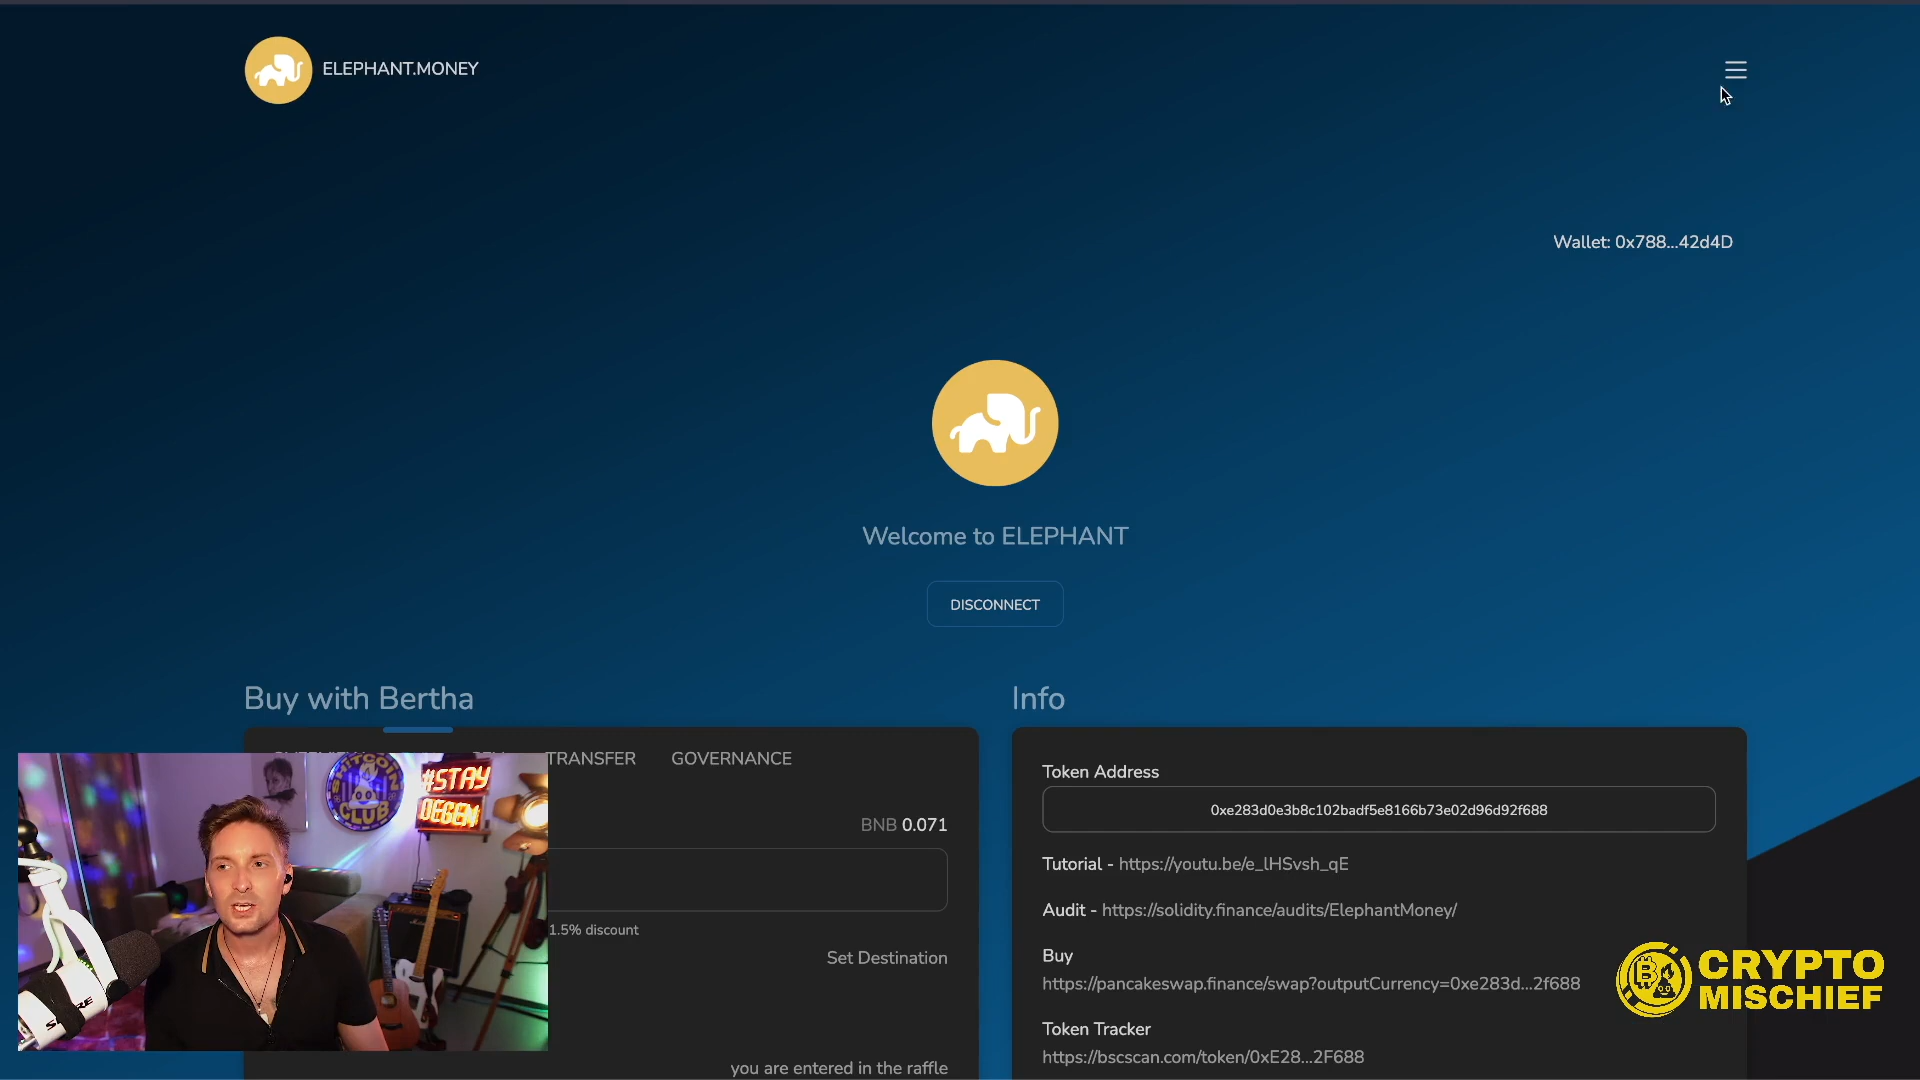 ELEPHANT.MONEY
Wallet: 0x788...42d4D
Welcome to ELEPHANT
DISCONNECT
Buy with Bertha
TRANSFER GOVERNANCE
BNB 0.071
1.5% discount
Set Destination
you are entered in the raffle
Info
Token Address
0xe283d0e3b8c102badf5e8166b73e02d96d92f688
Tutorial - https://youtu.be/e_lHSvsh_qE
Audit - https://solidity.finance/audits/ElephantMoney/
Buy
https://pancakeswap.finance/swap?outputCurrency=0xe283d...2f688
Token Tracker
https://bscscan.com/token/0xE28...2F688
#STAY
DEGEN
SHITCOIN
CLUB
SHURE
CRYPTO
MISCHIEF